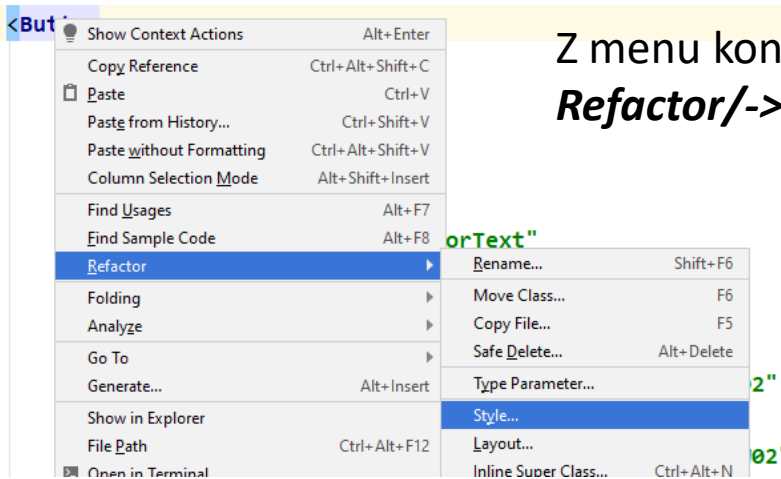 <But
Z menu kon
Refactor/->
Show Context Actions Alt+Enter
Copy Reference Ctrl+Alt+Shift+C
Paste Ctrl+V
Paste from History... Ctrl+Shift+V
Paste without Formatting Ctrl+Alt+Shift+V
Column Selection Mode Alt+Shift+Insert
Find Usages Alt+F7
Find Sample Code Alt+F8
orText"
Refactor
Folding
Analyze
Go To
Generate... Alt+Insert
Show in Explorer
File Path Ctrl+Alt+F12
Open in Terminal
Rename... Shift+F6
Move Class... F6
Copy File... F5
Safe Delete... Alt+Delete
Type Parameter...
2"
Style...
Layout...
02"
Inline Super Class... Ctrl+Alt+N